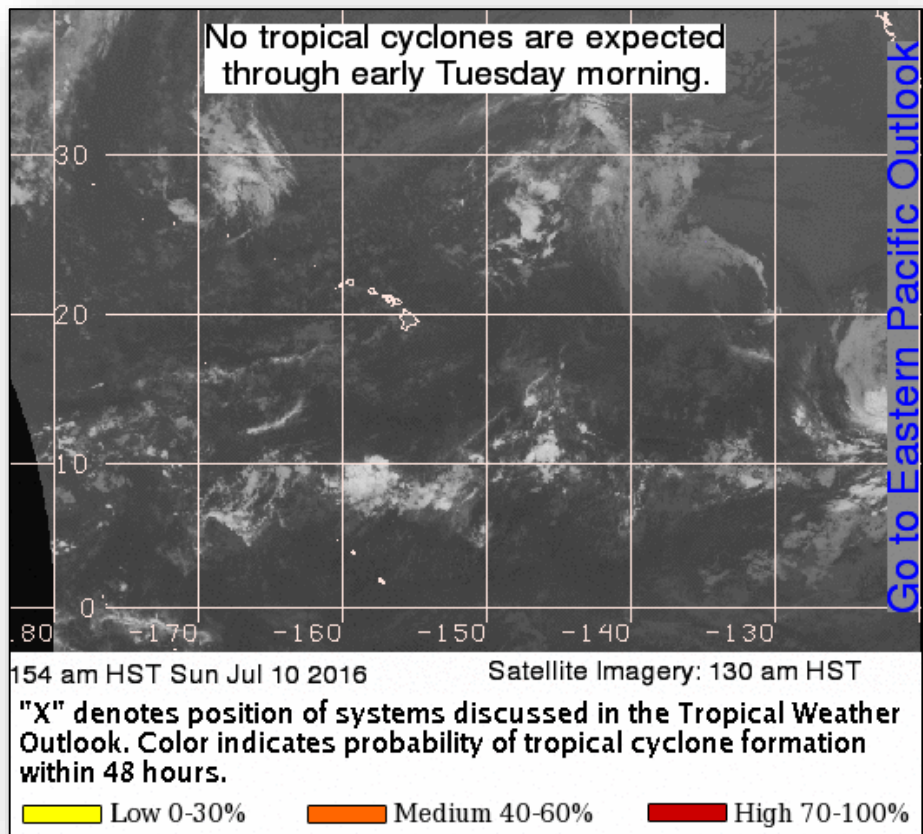 No tropical cyclones are expected
through early Tuesday morning.
Go to Eastern Pacific Outlook
30
20
10
0
.80 -170 -160 -150 -140 -130
154 am HST Sun Jul 10 2016 Satellite Imagery: 130 am HST
"X" denotes position of systems discussed in the Tropical Weather
Outlook. Color indicates probability of tropical cyclone formation
within 48 hours.
Low 0-30% Medium 40-60% High 70-100%